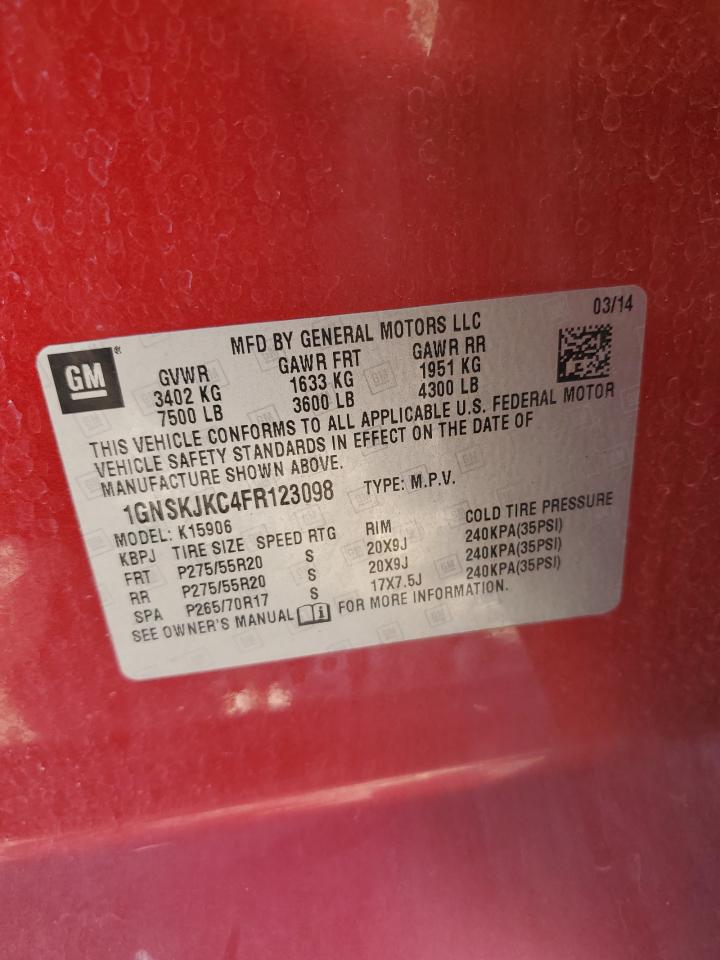 03/14
MFD BY GENERAL MOTORS LLC
GM ®
GVWR GAWR FRT GAWR RR
3402 KG 1633 KG 1951 KG
7500 LB 3600 LB 4300 LB
THIS VEHICLE CONFORMS TO ALL APPLICABLE U.S. FEDERAL MOTOR
VEHICLE SAFETY STANDARDS IN EFFECT ON THE DATE OF
MANUFACTURE SHOWN ABOVE.
1GNSKJKC4FR123098 TYPE: M.P.V.
MODEL: K15906
KBPJ TIRE SIZE SPEED RTG RIM COLD TIRE PRESSURE
FRT P275/55R20 S 20X9J 240KPA(35PSI)
RR P275/55R20 S 20X9J 240KPA(35PSI)
SPA P265/70R17 S 17X7.5J 240KPA(35PSI)
SEE OWNER'S MANUAL FOR MORE INFORMATION.